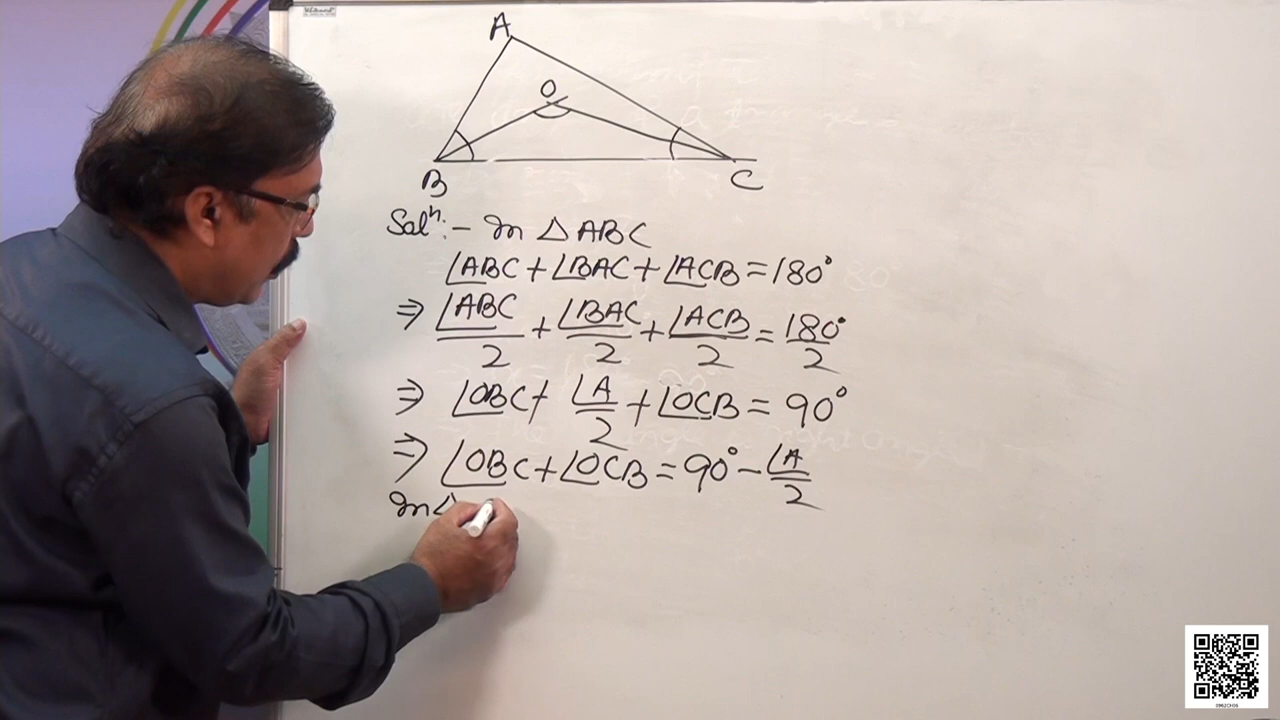 A
O
B C
Solⁿ:- In △ABC
∠ABC + ∠BAC + ∠ACB = 180°
⇒ ∠ABC/2 + ∠BAC/2 + ∠ACB/2 = 180°/2
⇒ ∠OBC + ∠A/2 + ∠OCB = 90°
⇒ ∠OBC + ∠OCB = 90° - ∠A/2
In △